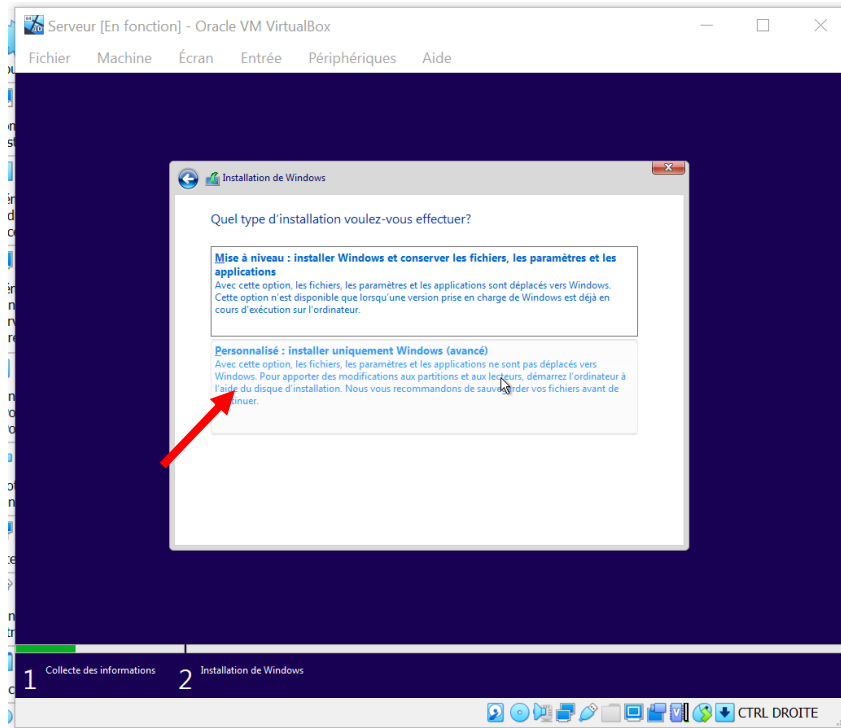 Serveur [En fonction] - Oracle VM VirtualBox
Fichier Machine Écran Entrée Périphériques Aide
Installation de Windows
Quel type d'installation voulez-vous effectuer?
Mise à niveau : installer Windows et conserver les fichiers, les paramètres et les
applications
Avec cette option, les fichiers, les paramètres et les applications sont déplacés vers Windows.
Cette option n'est disponible que lorsqu'une version prise en charge de Windows est déjà en
cours d'exécution sur l'ordinateur.
Personnalisé : installer uniquement Windows (avancé)
Avec cette option, les fichiers, les paramètres et les applications ne sont pas déplacés vers
Windows. Pour apporter des modifications aux partitions et aux lecteurs, démarrez l'ordinateur à
l'aide du disque d'installation. Nous vous recommandons de sauvegarder vos fichiers avant de
tinuer.
1 Collecte des informations 2 Installation de Windows
CTRL DROITE